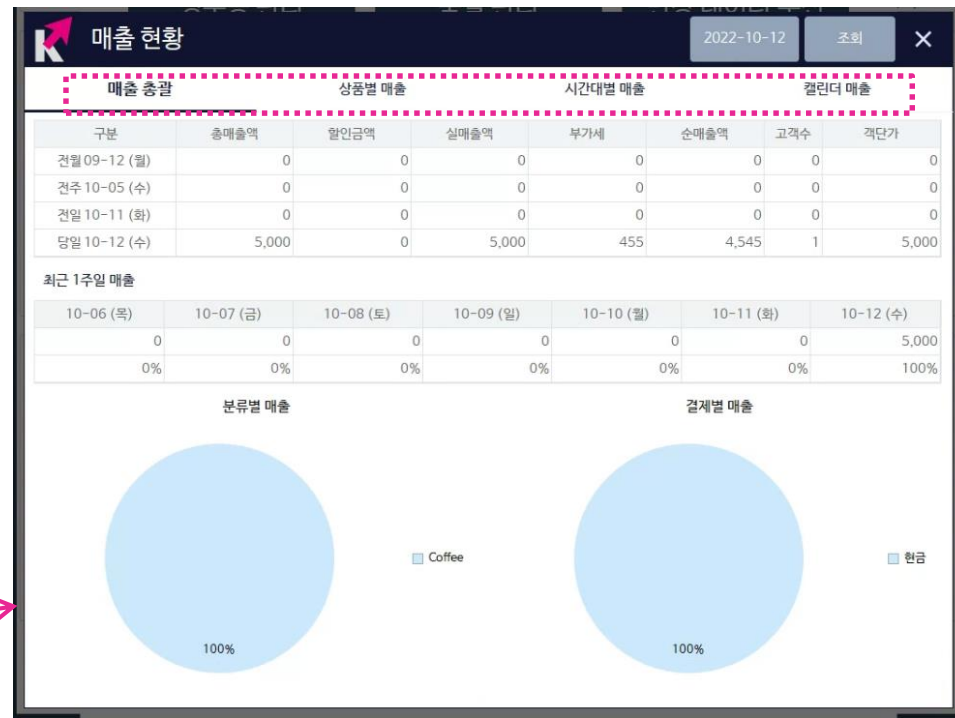 매출 현황 2022-10-12 조회
매출 총괄 상품별 매출 시간대별 매출 캘린더 매출
구분 총매출액 할인금액 실매출액 부가세 순매출액 고객수 객단가
전월 09-12 (월) 0 0 0 0 0 0 0
전주 10-05 (수) 0 0 0 0 0 0 0
전일 10-11 (화) 0 0 0 0 0 0 0
당일 10-12 (수) 5,000 0 5,000 455 4,545 1 5,000
최근 1주일 매출
10-06 (목) 10-07 (금) 10-08 (토) 10-09 (일) 10-10 (월) 10-11 (화) 10-12 (수)
0 0 0 0 0 0 5,000
0% 0% 0% 0% 0% 0% 100%
분류별 매출 결제별 매출
Coffee 현금
100% 100%